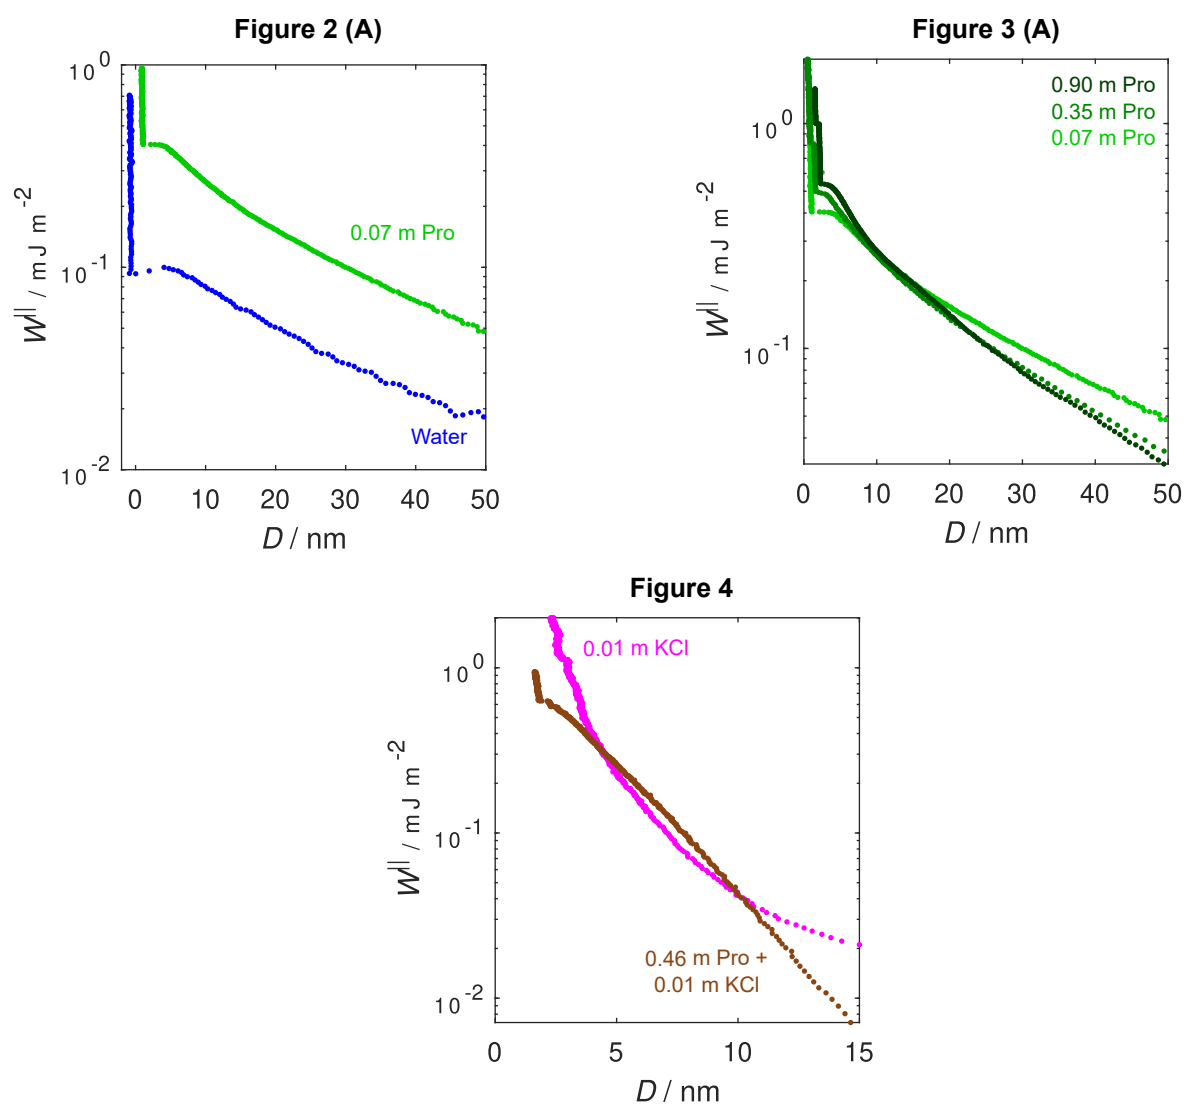 Figure 2 (A)
10^0
10^-1
10^-2
W^|| / mJ m^-2
0.07 m Pro
Water
0 10 20 30 40 50
D / nm
Figure 3 (A)
10^0
10^-1
W^|| / mJ m^-2
0.90 m Pro
0.35 m Pro
0.07 m Pro
0 10 20 30 40 50
D / nm
Figure 4
10^0
10^-1
10^-2
W^|| / mJ m^-2
0.01 m KCl
0.46 m Pro +
0.01 m KCl
0 5 10 15
D / nm